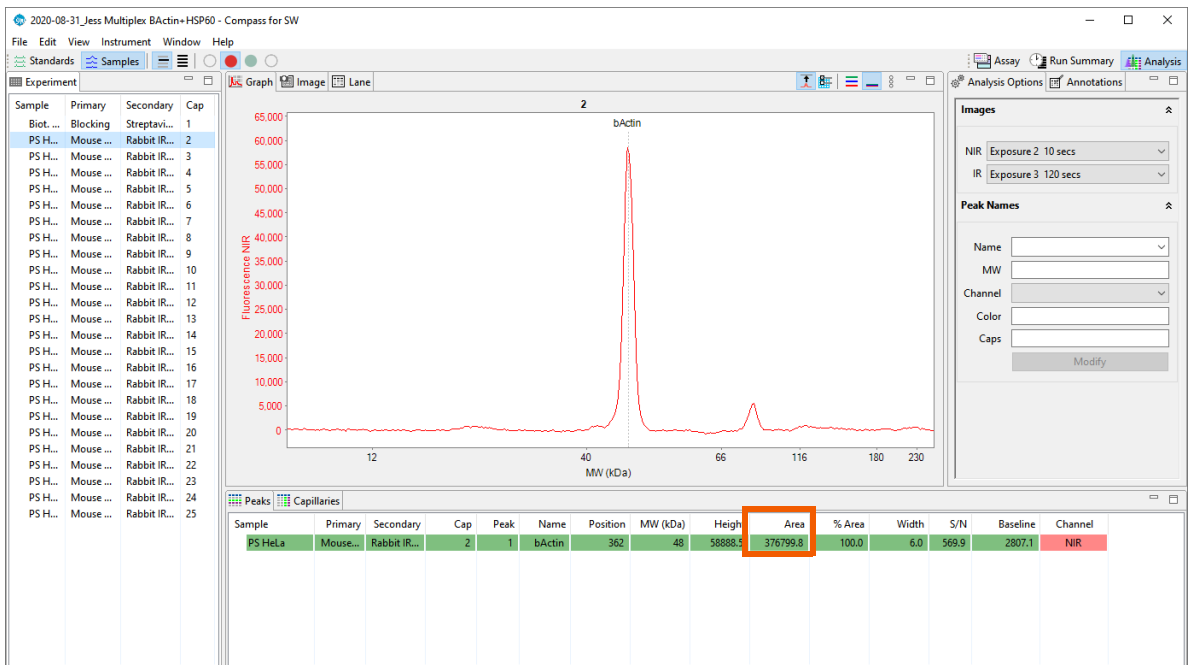 2020-08-31_Jess Multiplex BActin+HSP60 - Compass for SW
File Edit View Instrument Window Help
Standards Samples Assay Run Summary Analysis
Experiment
Sample Primary Secondary Cap
Biot. ... Blocking Streptavi... 1
PS H... Mouse ... Rabbit IR... 2
PS H... Mouse ... Rabbit IR... 3
PS H... Mouse ... Rabbit IR... 4
PS H... Mouse ... Rabbit IR... 5
PS H... Mouse ... Rabbit IR... 6
PS H... Mouse ... Rabbit IR... 7
PS H... Mouse ... Rabbit IR... 8
PS H... Mouse ... Rabbit IR... 9
PS H... Mouse ... Rabbit IR... 10
PS H... Mouse ... Rabbit IR... 11
PS H... Mouse ... Rabbit IR... 12
PS H... Mouse ... Rabbit IR... 13
PS H... Mouse ... Rabbit IR... 14
PS H... Mouse ... Rabbit IR... 15
PS H... Mouse ... Rabbit IR... 16
PS H... Mouse ... Rabbit IR... 17
PS H... Mouse ... Rabbit IR... 18
PS H... Mouse ... Rabbit IR... 19
PS H... Mouse ... Rabbit IR... 20
PS H... Mouse ... Rabbit IR... 21
PS H... Mouse ... Rabbit IR... 22
PS H... Mouse ... Rabbit IR... 23
PS H... Mouse ... Rabbit IR... 24
PS H... Mouse ... Rabbit IR... 25
Graph Image Lane
2
bActin
65,000
60,000
55,000
50,000
45,000
40,000
35,000
30,000
25,000
20,000
15,000
10,000
5,000
0
Fluorescence NIR
12 40 66 116 180 230
MW (kDa)
Analysis Options Annotations
Images
NIR Exposure 2 10 secs
IR Exposure 3 120 secs
Peak Names
Name
MW
Channel
Color
Caps
Modify
Peaks Capillaries
Sample Primary Secondary Cap Peak Name Position MW (kDa) Heigh Area % Area Width S/N Baseline Channel
PS HeLa Mouse... Rabbit IR... 2 1 bActin 362 48 58888.5 376799.8 100.0 6.0 569.9 2807.1 NIR